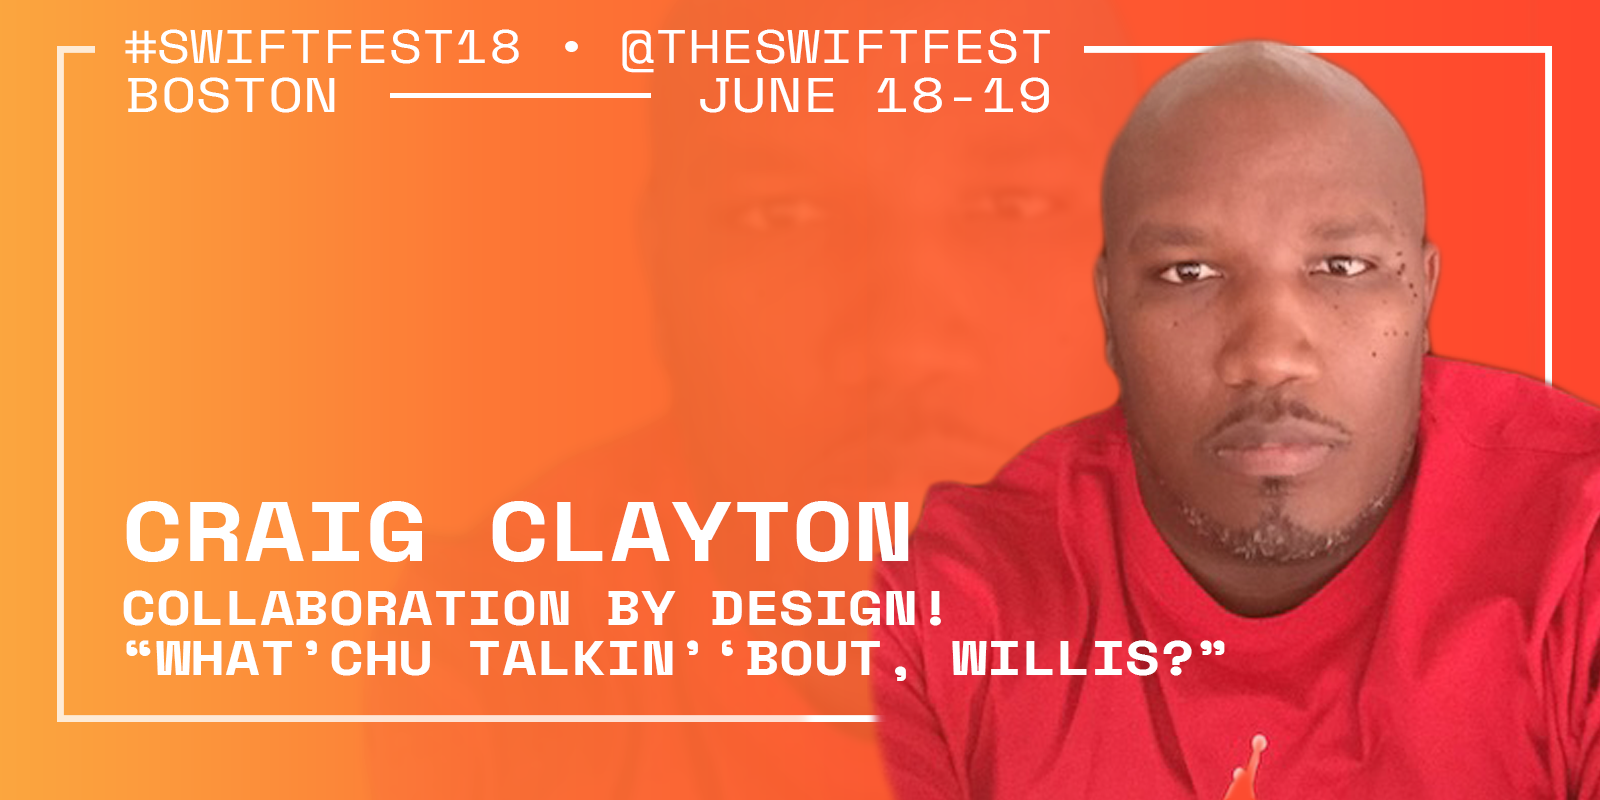 #SWIFTFEST18 • @THESWIFTFEST
BOSTON JUNE 18-19
CRAIG CLAYTON
COLLABORATION BY DESIGN!
“WHAT’CHU TALKIN’‘BOUT, WILLIS?”